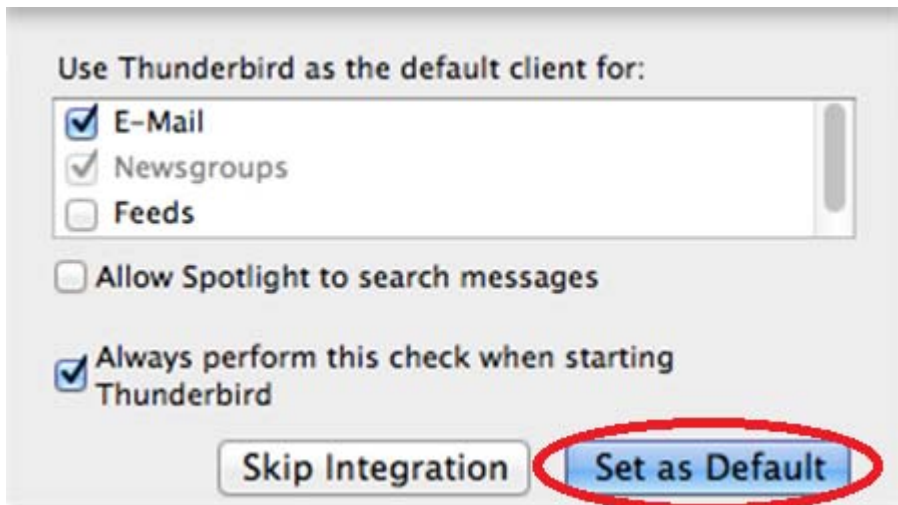 Use Thunderbird as the default client for:
E-Mail
Newsgroups
Feeds
Allow Spotlight to search messages
Always perform this check when starting
Thunderbird
Skip Integration
Set as Default